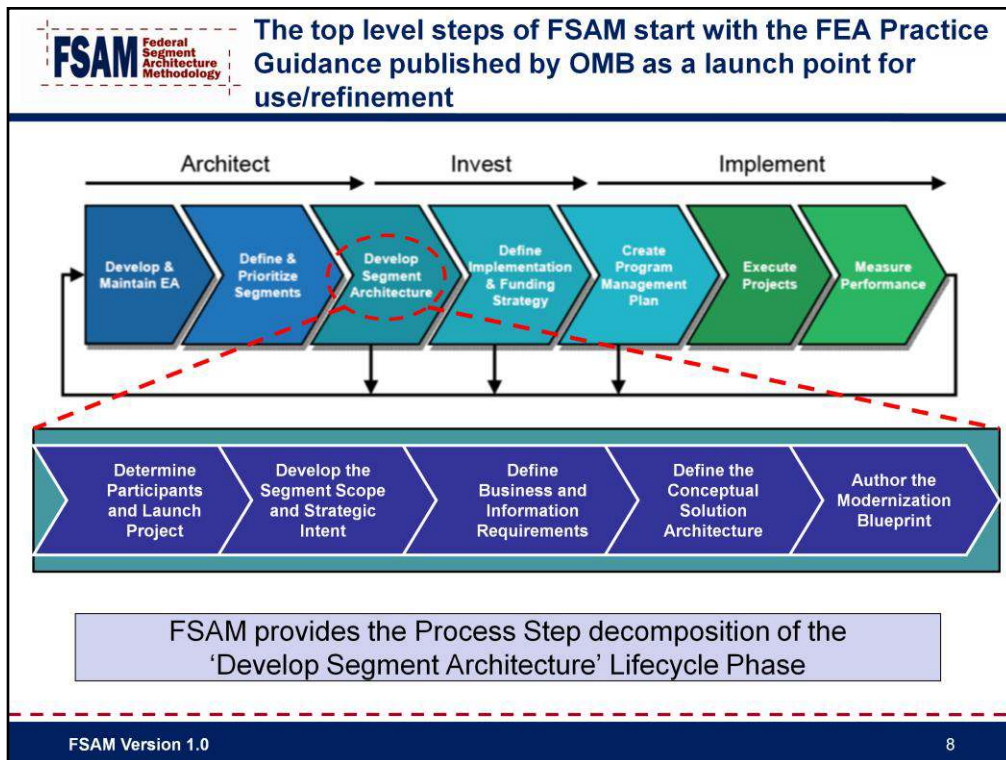 FSAM
Federal
Segment
Architecture
Methodology
The top level steps of FSAM start with the FEA Practice
Guidance published by OMB as a launch point for
use/refinement
Architect
Invest
Implement
Develop &
Maintain EA
Define &
Prioritize
Segments
Develop
Segment
Architecture
Define
Implementation
& Funding
Strategy
Create
Program
Management
Plan
Execute
Projects
Measure
Performance
Determine
Participants
and Launch
Project
Develop the
Segment Scope
and Strategic
Intent
Define
Business and
Information
Requirements
Define the
Conceptual
Solution
Architecture
Author the
Modernization
Blueprint
FSAM provides the Process Step decomposition of the
‘Develop Segment Architecture’ Lifecycle Phase
FSAM Version 1.0
8